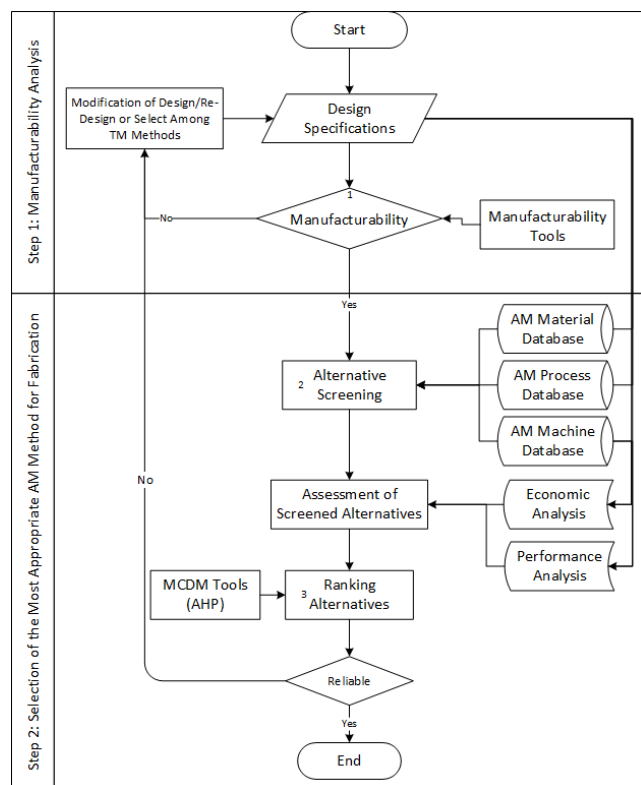 Step 1: Manufacturability Analysis
Start
Modification of Design/Re-
Design or Select Among
TM Methods
Design
Specifications
1
Manufacturability
No
Manufacturability
Tools
Yes
Step 2: Selection of the Most Appropriate AM Method for Fabrication
AM Material
Database
2
Alternative
Screening
AM Process
Database
AM Machine
Database
No
Assessment of
Screened Alternatives
Economic
Analysis
Performance
Analysis
MCDM Tools
(AHP)
3
Ranking
Alternatives
Reliable
Yes
End